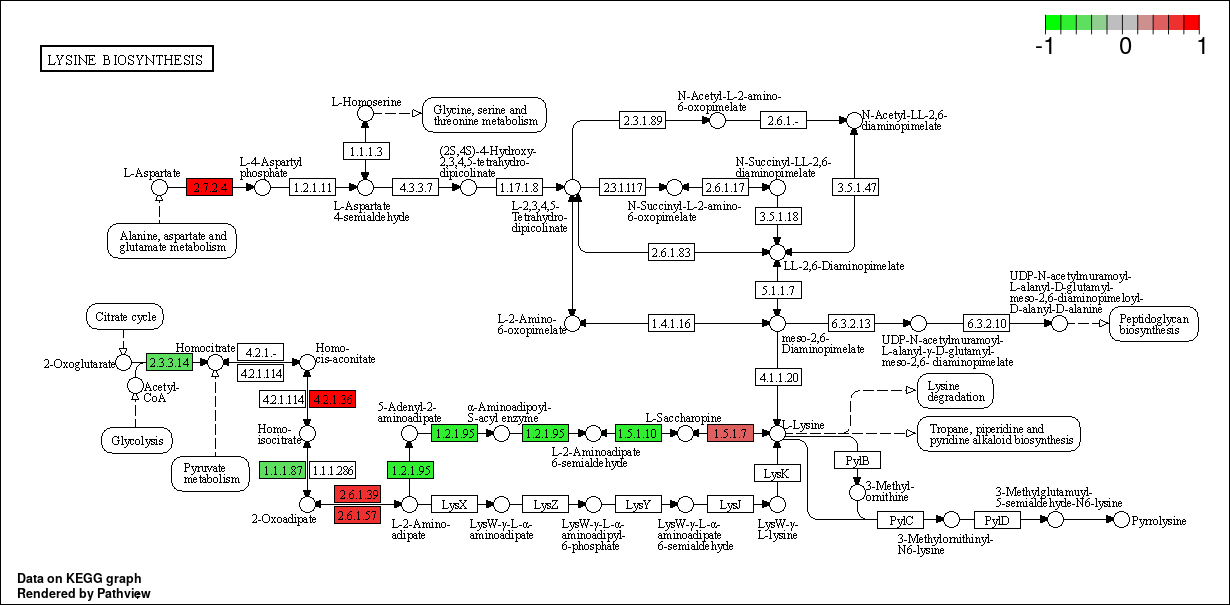 -1 0 1
LYSINE BIOSYNTHESIS
L-Homoserine
Glycine, serine and
threonine metabolism
N-Acetyl-L-2-amino-
6-oxopimelate
2.3.1.89
2.6.1.-
N-Acetyl-LL-2,6-
diaminopimelate
1.1.1.3
L-Aspartate
2.7.2.4
L-4-Aspartyl
phosphate
1.2.1.11
L-Aspartate
4-semialdehyde
4.3.3.7
(2S,4S)-4-Hydroxy-
2,3,4,5-tetrahydro-
dipicolinate
1.17.1.8
L-2,3,4,5-
Tetrahydro-
dipicolinate
2.3.1.117
N-Succinyl-L-2-amino-
6-oxopimelate
2.6.1.17
N-Succinyl-LL-2,6-
diaminopimelate
3.5.1.47
3.5.1.18
Alanine, aspartate and
glutamate metabolism
2.6.1.83
LL-2,6-Diaminopimelate
5.1.1.7
UDP-N-acetylmuramoyl-
L-alanyl-D-glutamyl-
meso-2,6-diaminopimeloyl-
D-alanyl-D-alanine
L-2-Amino-
6-oxopimelate
1.4.1.16
meso-2,6-
Diaminopimelate
6.3.2.13
UDP-N-acetylmuramoyl-
L-alanyl-γ-D-glutamyl-
meso-2,6- diaminopimelate
6.3.2.10
Peptidoglycan
biosynthesis
Citrate cycle
2-Oxoglutarate
2.3.3.14
Homocitrate
4.2.1.-
4.2.1.114
Homo-
cis-aconitate
Acetyl-
CoA
Glycolysis
4.2.1.114
4.2.1.36
Homo-
isocitrate
Pyruvate
metabolism
1.1.1.87
1.1.1.286
2-Oxoadipate
2.6.1.39
2.6.1.57
4.1.1.20
Lysine
degradation
Tropane, piperidine and
pyridine alkaloid biosynthesis
5-Adenyl-2-
aminoadipate
1.2.1.95
α-Aminoadipoyl-
S-acyl enzyme
1.2.1.95
L-2-Aminoadipate
6-semialdehyde
1.5.1.10
L-Saccharopine
1.5.1.7
L-Lysine
1.2.1.95
LysK
PylB
3-Methyl-
ornithine
L-2-Amino-
adipate
LysX
LysW-γ-L-α-
aminoadipate
LysZ
LysW-γ-L-α-
aminoadipyl-
6-phosphate
LysY
LysW-γ-L-α-
aminoadipate
6-semialdehyde
LysJ
LysW-γ-
L-lysine
PylC
3-Methylornithinyl-
N6-lysine
PylD
3-Methylglutamuyl-
5-semialdehyde-N6-lysine
Pyrrolysine
Data on KEGG graph
Rendered by Pathview